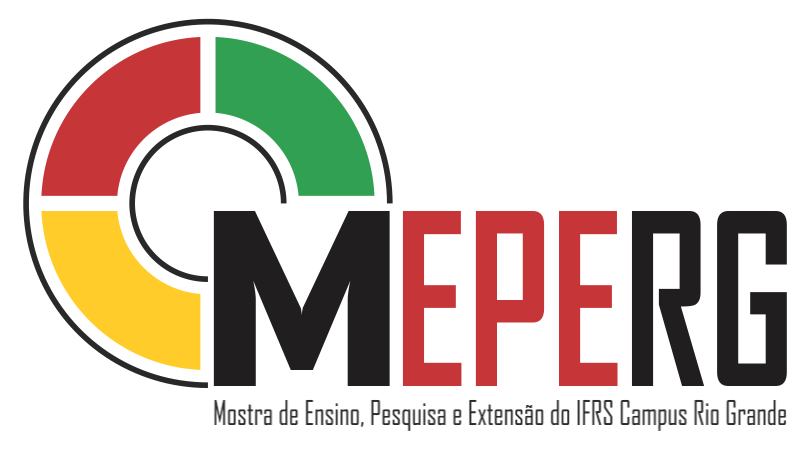 MEPERG
Mostra de Ensino, Pesquisa e Extensão do IFRS Campus Rio Grande